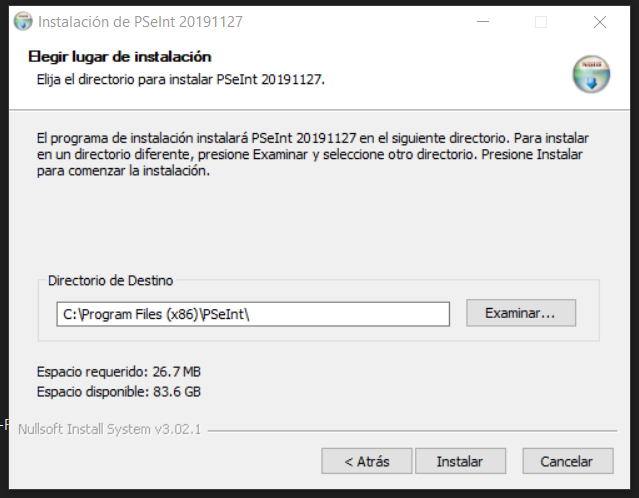 Instalación de PSeInt 20191127
Elegir lugar de instalación
Elija el directorio para instalar PSeInt 20191127.
El programa de instalación instalará PSeInt 20191127 en el siguiente directorio. Para instalar
en un directorio diferente, presione Examinar y seleccione otro directorio. Presione Instalar
para comenzar la instalación.
Directorio de Destino
C:\Program Files (x86)\PSeInt\
Examinar...
Espacio requerido: 26.7 MB
Espacio disponible: 83.6 GB
Nullsoft Install System v3.02.1
< Atrás
Instalar
Cancelar